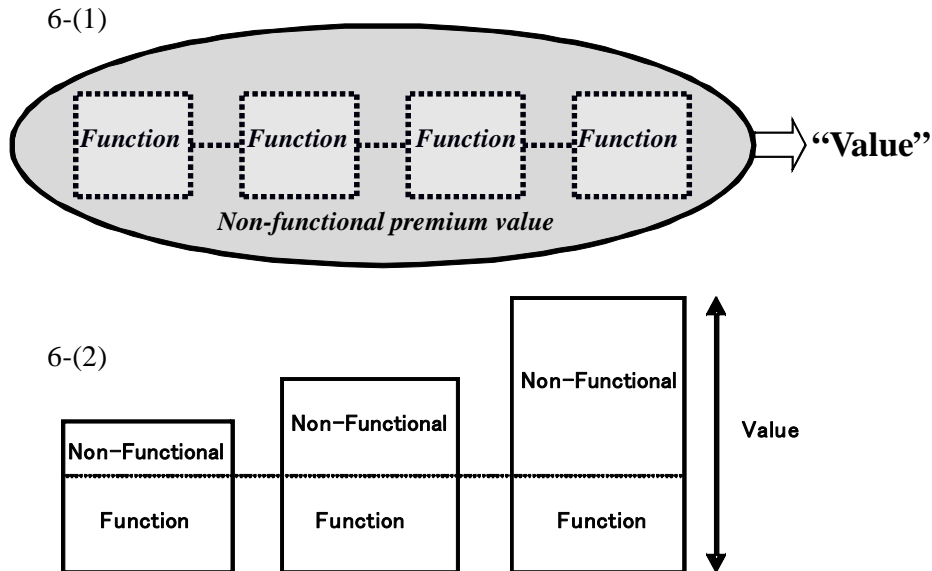 6-(1)
Function Function Function Function
“Value”
Non-functional premium value
6-(2)
Non-Functional
Non-Functional
Non-Functional
Value
Function Function Function